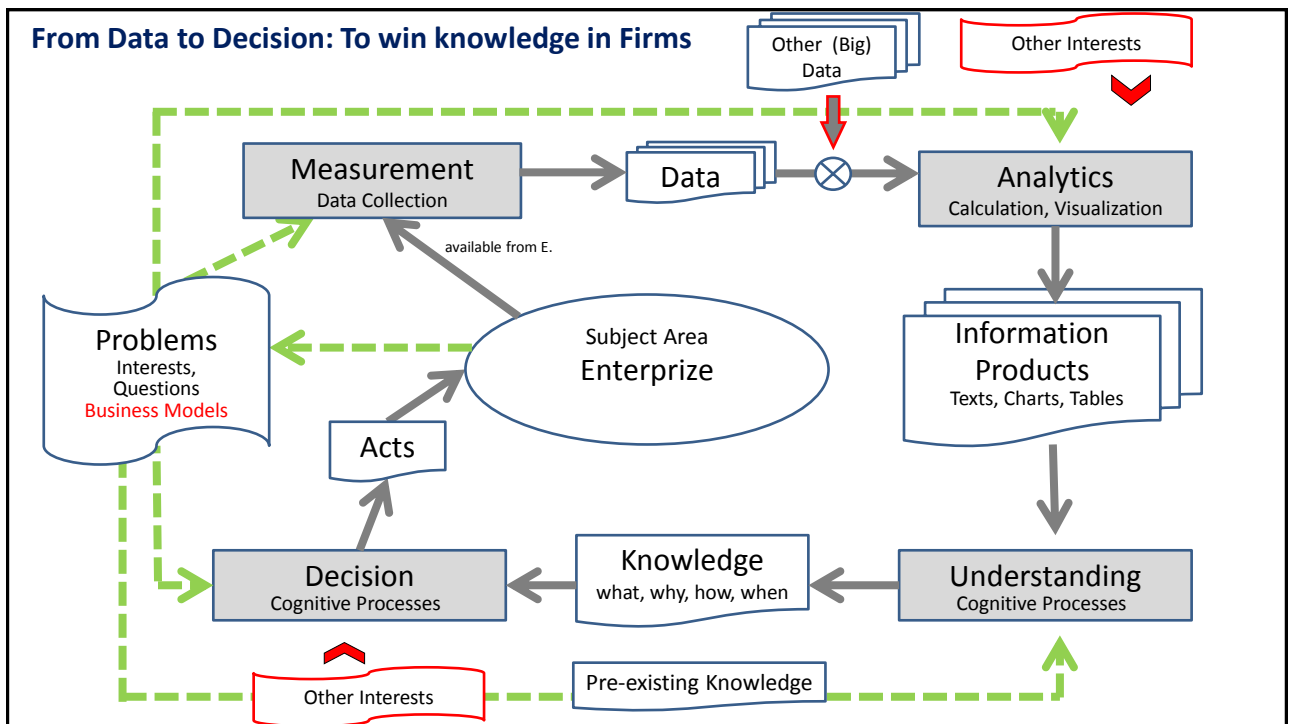 From Data to Decision: To win knowledge in Firms
Other (Big)
Data
Other Interests
Measurement
Data Collection
Data
Analytics
Calculation, Visualization
available from E.
Problems
Interests,
Questions
Business Models
Subject Area
Enterprize
Information
Products
Texts, Charts, Tables
Acts
Decision
Cognitive Processes
Knowledge
what, why, how, when
Understanding
Cognitive Processes
Other Interests
Pre-existing Knowledge